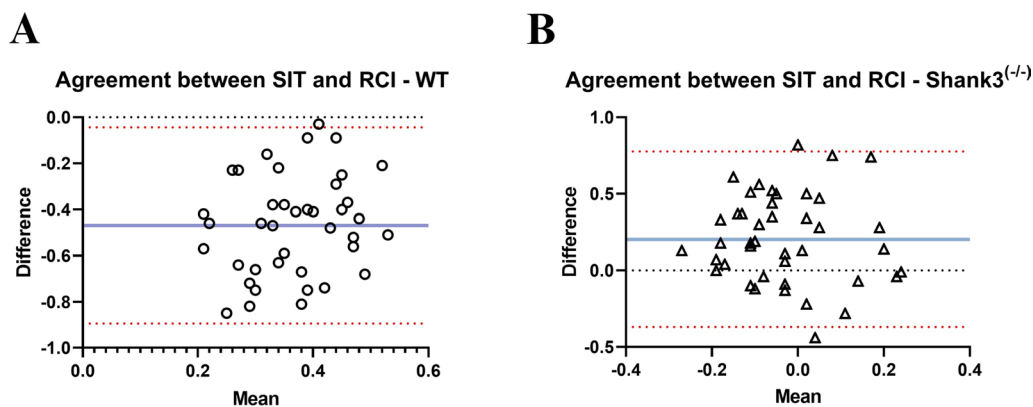 A
Agreement between SIT and RCI - WT
0.0
-0.2
-0.4
-0.6
-0.8
-1.0
Difference
0.0 0.2 0.4 0.6
Mean
B
Agreement between SIT and RCI - Shank3(-/-)
1.0
0.5
0.0
-0.5
Difference
-0.4 -0.2 0.0 0.2 0.4
Mean